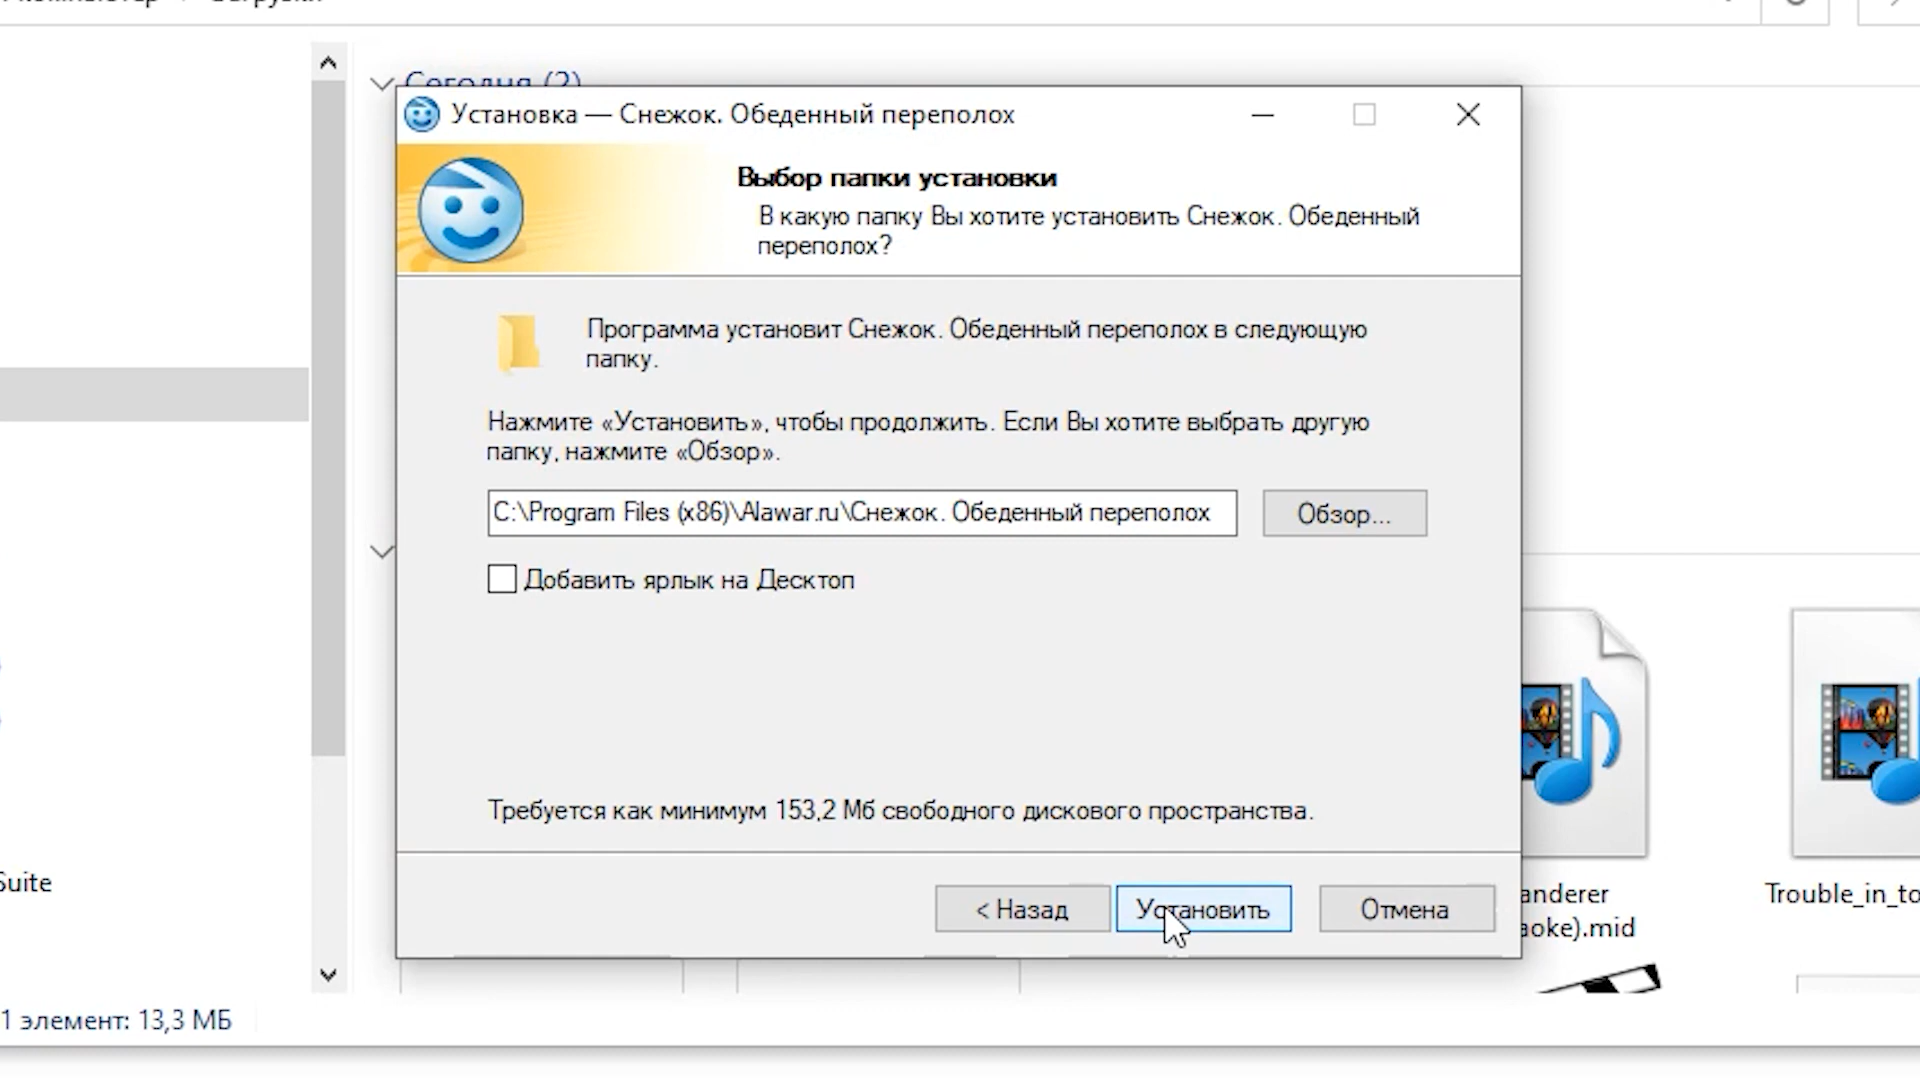 Сегодня (2)
Установка — Снежок. Обеденный переполох
Выбор папки установки
В какую папку Вы хотите установить Снежок. Обеденный
переполох?
Программа установит Снежок. Обеденный переполох в следующую
папку.
Нажмите «Установить», чтобы продолжить. Если Вы хотите выбрать другую
папку, нажмите «Обзор».
C:\Program Files (x86)\Alawar.ru\Снежок. Обеденный переполох
Обзор...
Добавить ярлык на Десктоп
Требуется как минимум 153,2 Мб свободного дискового пространства.
< Назад
Установить
Отмена
Suite
anderer
aoke).mid
Trouble_in_to
1 элемент: 13,3 МБ